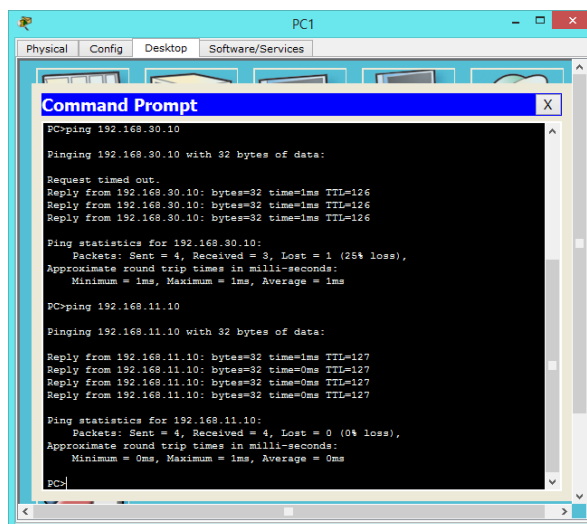 PC1
Physical Config Desktop Software/Services
Command Prompt X
PC>ping 192.168.30.10
Pinging 192.168.30.10 with 32 bytes of data:
Request timed out.
Reply from 192.168.30.10: bytes=32 time=1ms TTL=126
Reply from 192.168.30.10: bytes=32 time=1ms TTL=126
Reply from 192.168.30.10: bytes=32 time=1ms TTL=126
Ping statistics for 192.168.30.10:
Packets: Sent = 4, Received = 3, Lost = 1 (25% loss),
Approximate round trip times in milli-seconds:
Minimum = 1ms, Maximum = 1ms, Average = 1ms
PC>ping 192.168.11.10
Pinging 192.168.11.10 with 32 bytes of data:
Reply from 192.168.11.10: bytes=32 time=1ms TTL=127
Reply from 192.168.11.10: bytes=32 time=0ms TTL=127
Reply from 192.168.11.10: bytes=32 time=0ms TTL=127
Reply from 192.168.11.10: bytes=32 time=0ms TTL=127
Ping statistics for 192.168.11.10:
Packets: Sent = 4, Received = 4, Lost = 0 (0% loss),
Approximate round trip times in milli-seconds:
Minimum = 0ms, Maximum = 1ms, Average = 0ms
PC>